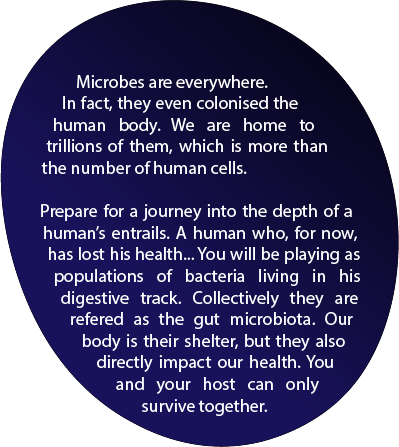 Microbes are everywhere.
In fact, they even colonised the
human body. We are home to
trillions of them, which is more than
the number of human cells.
Prepare for a journey into the depth of a
human's entrails. A human who, for now,
has lost his health... You will be playing as
populations of bacteria living in his
digestive track. Collectively they are
refered as the gut microbiota. Our
body is their shelter, but they also
directly impact our health. You
and your host can only
survive together.